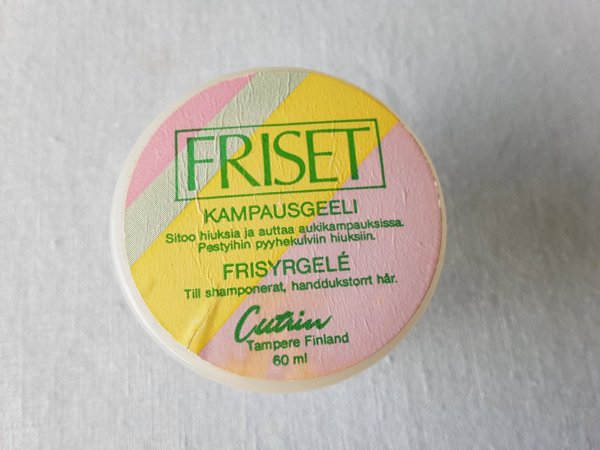 FRISET
KAMPAUSGEELI
Sitoo hiuksia ja auttaa aukikampauksissa.
Pestyihin pyyhekulviin hiuksiin.
FRISYRGELÉ
Till shamponerat, handdukstorrt hår.
Cutrin
Tampere Finland
60 ml